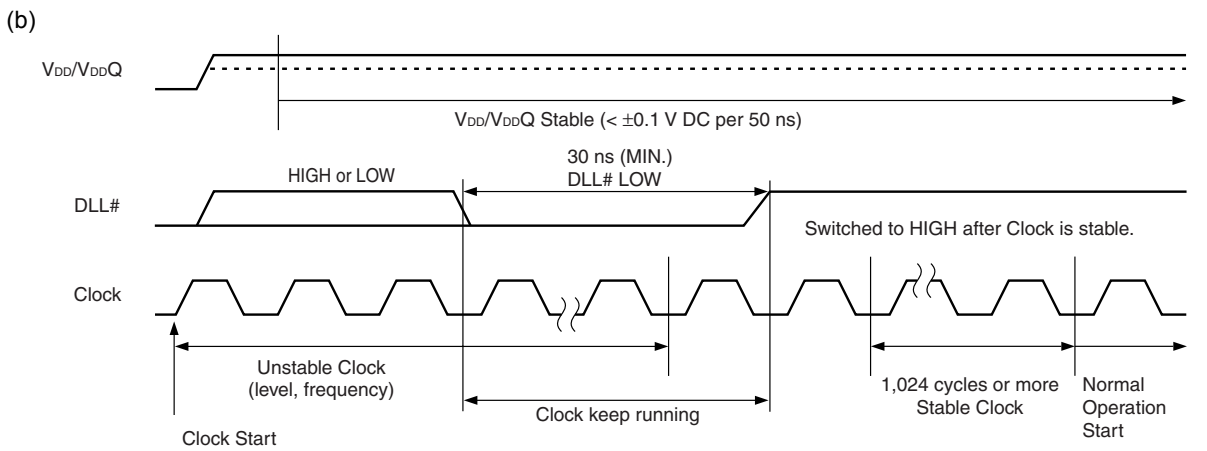 (b)
VDD/VDDQ
VDD/VDDQ Stable (< ±0.1 V DC per 50 ns)
30 ns (MIN.)
DLL# LOW
HIGH or LOW
DLL#
Switched to HIGH after Clock is stable.
Clock
Unstable Clock
(level, frequency)
Clock keep running
1,024 cycles or more
Stable Clock
Normal
Operation
Start
Clock Start